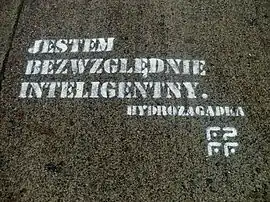 JESTEM
BEZWZGLĘDNIE
INTELIGENTNY.
HYDROZAGADKA